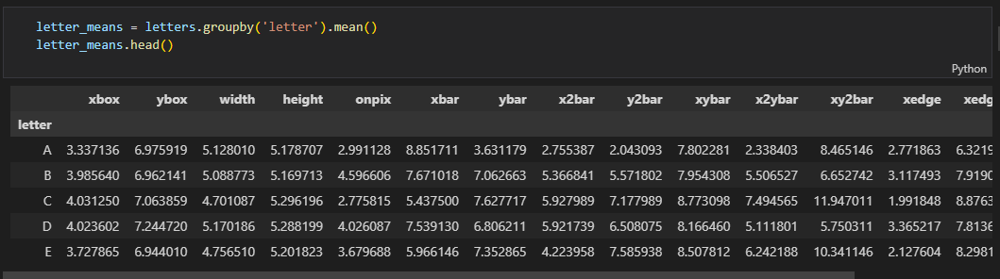 letter_means = letters.groupby('letter').mean()
letter_means.head()
Python
xbox ybox width height onpix xbar ybar x2bar y2bar xybar x2ybar xy2bar xedge xedg
letter
A 3.337136 6.975919 5.128010 5.178707 2.991128 8.851711 3.631179 2.755387 2.043093 7.802281 2.338403 8.465146 2.771863 6.3219
B 3.985640 6.962141 5.088773 5.169713 4.596606 7.671018 7.062663 5.366841 5.571802 7.954308 5.506527 6.652742 3.117493 7.9190
C 4.031250 7.063859 4.701087 5.296196 2.775815 5.437500 7.627717 5.927989 7.177989 8.773098 7.494565 11.947011 1.991848 8.8763
D 4.023602 7.244720 5.170186 5.288199 4.026087 7.539130 6.806211 5.921739 6.508075 8.166460 5.111801 5.750311 3.365217 7.8136
E 3.727865 6.944010 4.756510 5.201823 3.679688 5.966146 7.352865 4.223958 7.585938 8.507812 6.242188 10.341146 2.127604 8.2981